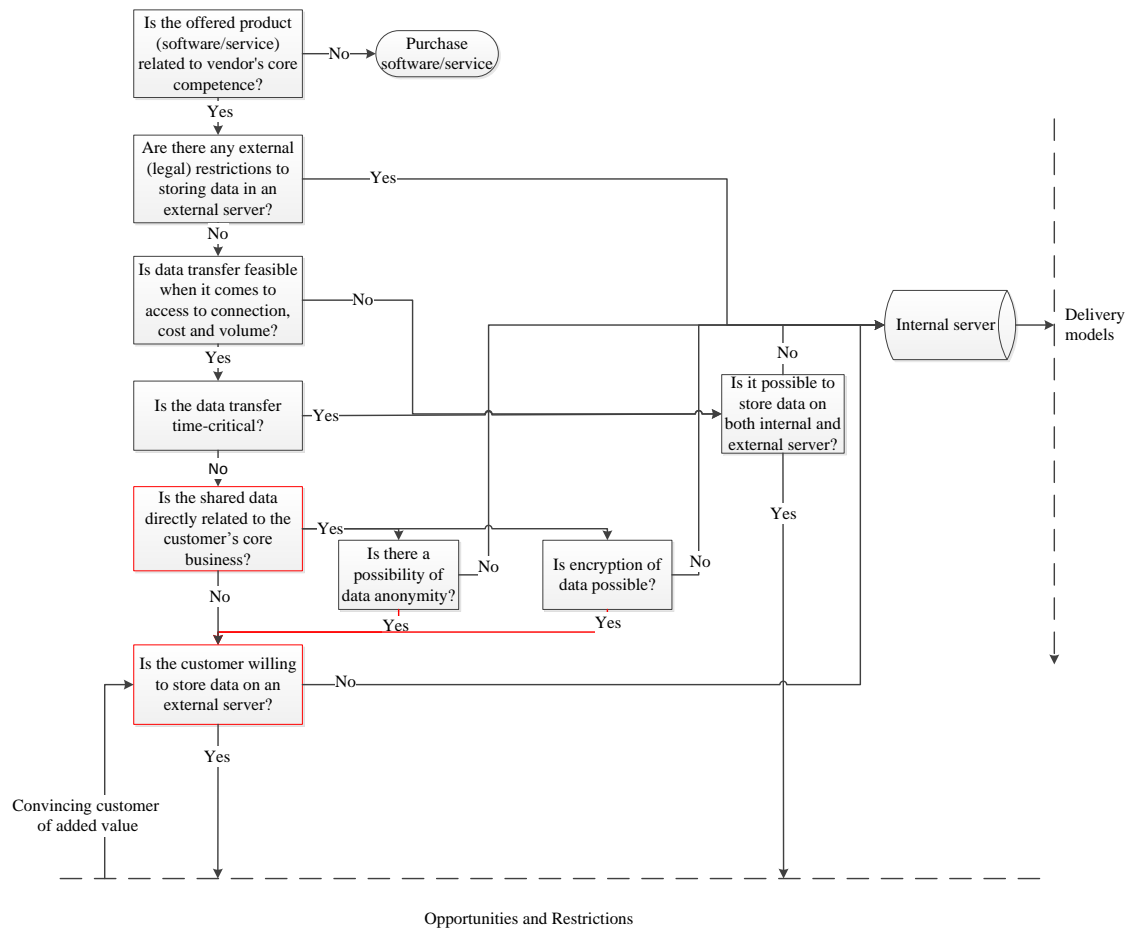 Is the offered product
(software/service)
related to vendor's core
competence?
No
Purchase
software/service
Yes
Are there any external
(legal) restrictions to
storing data in an
external server?
Yes
No
Is data transfer feasible
when it comes to
access to connection,
cost and volume?
No
Internal server
Delivery
models
Yes
No
Is the data transfer
time-critical?
Yes
Is it possible to
store data on
both internal and
external server?
No
Is the shared data
directly related to the
customer’s core
business?
Yes
Yes
Is there a
possibility of
data anonymity?
No
Is encryption of
data possible?
No
No
Yes
Yes
Is the customer willing
to store data on an
external server?
No
Yes
Convincing customer
of added value
Opportunities and Restrictions